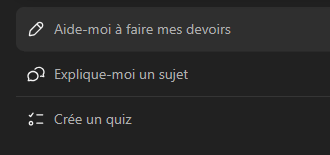 Aide-moi à faire mes devoirs
Explique-moi un sujet
Crée un quiz